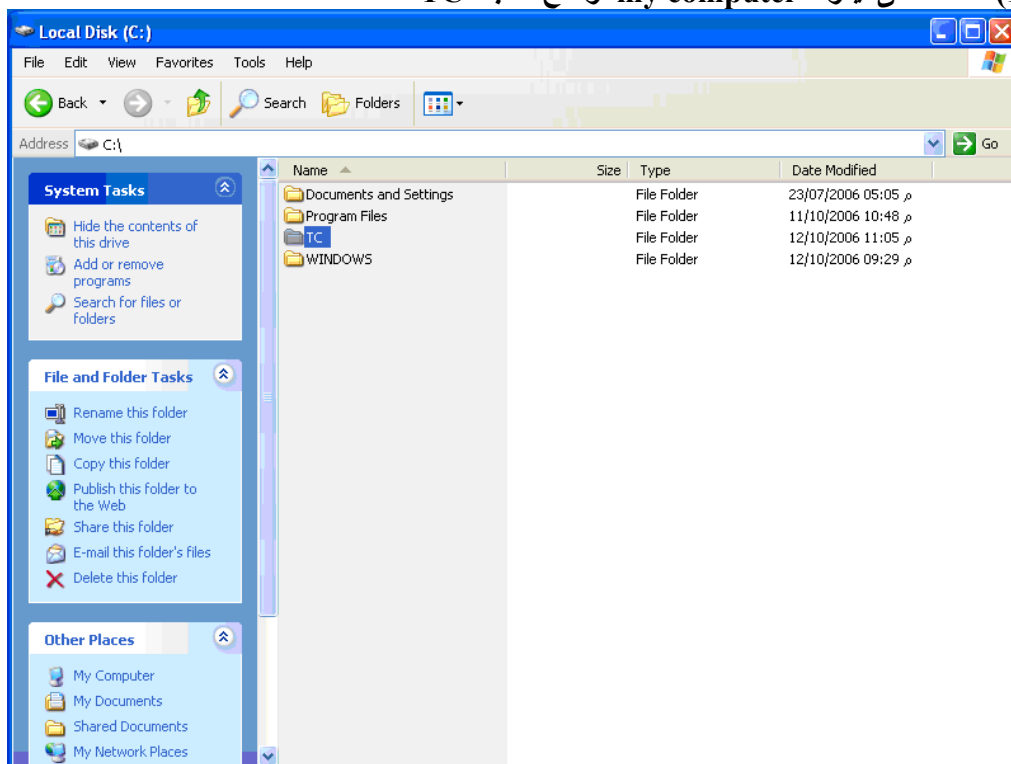 my computer
TC
Local Disk (C:)
File Edit View Favorites Tools Help
Back Search Folders
Address C:\ Go
Name Size Type Date Modified
Documents and Settings File Folder 23/07/2006 05:05 م
Program Files File Folder 11/10/2006 10:48 م
TC File Folder 12/10/2006 11:05 م
WINDOWS File Folder 12/10/2006 09:29 م
System Tasks
Hide the contents of
this drive
Add or remove
programs
Search for files or
folders
File and Folder Tasks
Rename this folder
Move this folder
Copy this folder
Publish this folder to
the Web
Share this folder
E-mail this folder's files
Delete this folder
Other Places
My Computer
My Documents
Shared Documents
My Network Places